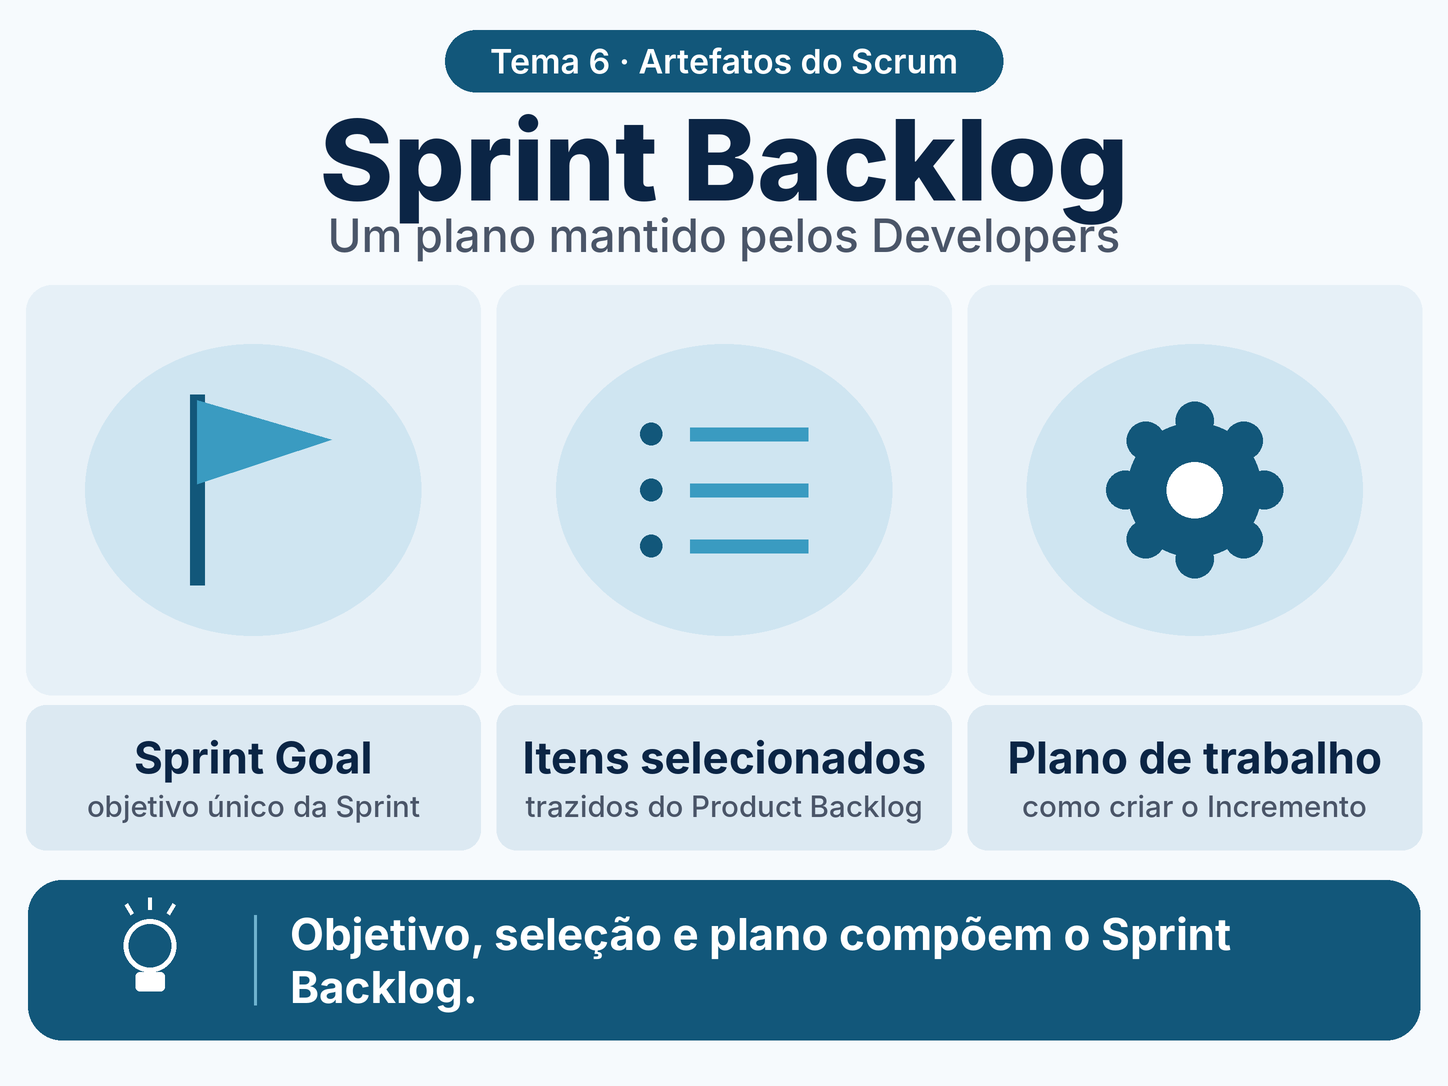 Tema 6 · Artefatos do Scrum
Sprint Backlog
Um plano mantido pelos Developers
Sprint Goal
objetivo único da Sprint
Itens selecionados
trazidos do Product Backlog
Plano de trabalho
como criar o Incremento
Objetivo, seleção e plano compõem o Sprint
Backlog.